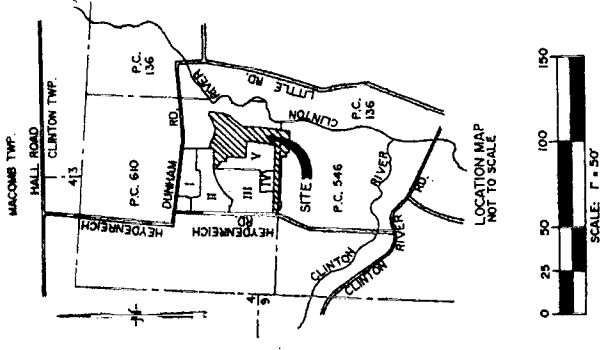 MACOMB TWP.
HALL ROAD
CLINTON TWP.
4 3
P.C. 136
P.C. 610
RIVER
DUNHAM RD.
LITTLE RD.
HEYDENREICH
I
II
III
IV
V
CLINTON
P.C. 136
HEYDENREICH RD
SITE
P.C. 546
4
9
CLINTON RIVER
CLINTON RIVER RD.
LOCATION MAP
NOT TO SCALE
0 25 50 100 150
SCALE: 1" = 50'